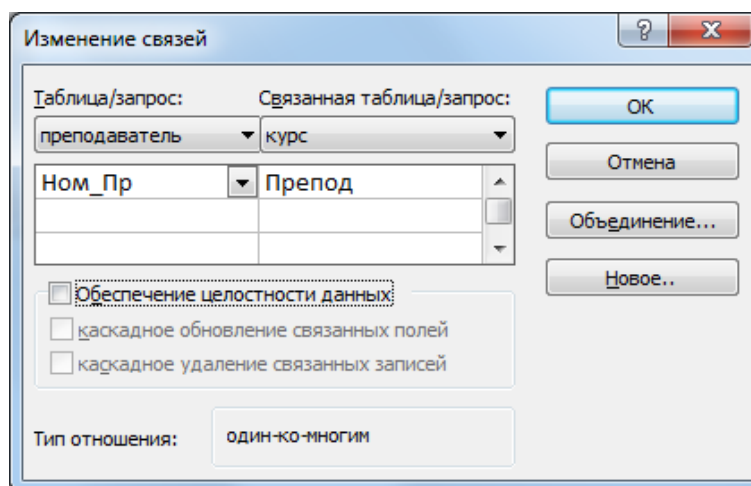 Изменение связей
Таблица/запрос: Связанная таблица/запрос:
преподаватель курс
Ном_Пр Препод
Обеспечение целостности данных
каскадное обновление связанных полей
каскадное удаление связанных записей
Тип отношения: один-ко-многим
ОК
Отмена
Объединение...
Новое..